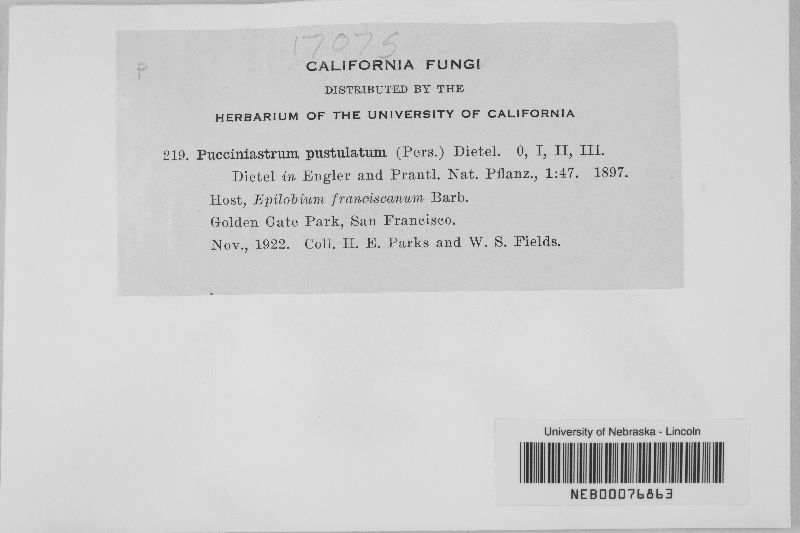 17075
P
CALIFORNIA FUNGI
DISTRIBUTED BY THE
HERBARIUM OF THE UNIVERSITY OF CALIFORNIA
219. Pucciniastrum pustulatum (Pers.) Dietel. 0, I, II, III.
Dietel in Engler and Prantl, Nat. Pflanz., 1:47. 1897.
Host, Epilobium franciscanum Barb.
Golden Gate Park, San Francisco.
Nov., 1922. Coll. H. E. Parks and W. S. Fields.
University of Nebraska - Lincoln
NEB00076863